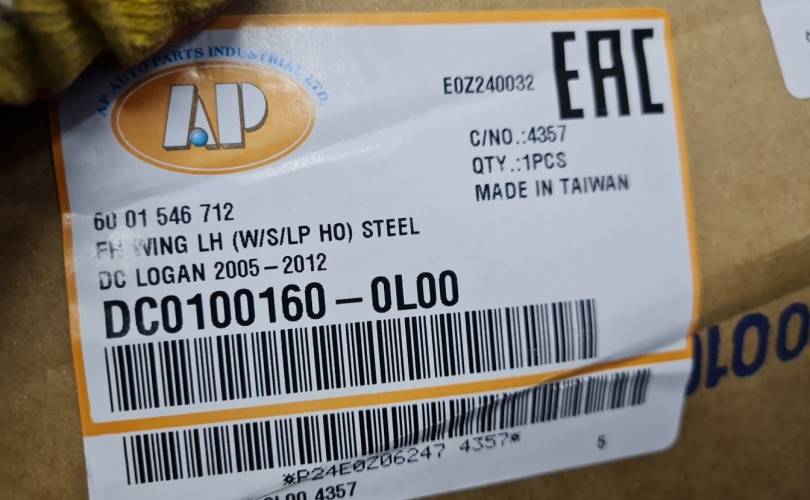 AP AUTO PARTS INDUSTRIAL LTD.
AP
E0Z240032
EAC
C/NO.:4357
QTY.:1PCS
MADE IN TAIWAN
60 01 546 712
WING LH (W/S/LP HO) STEEL
DC LOGAN 2005-2012
DC0100160-0L00
*P24E0Z06247 4357*
5
0L00 4357